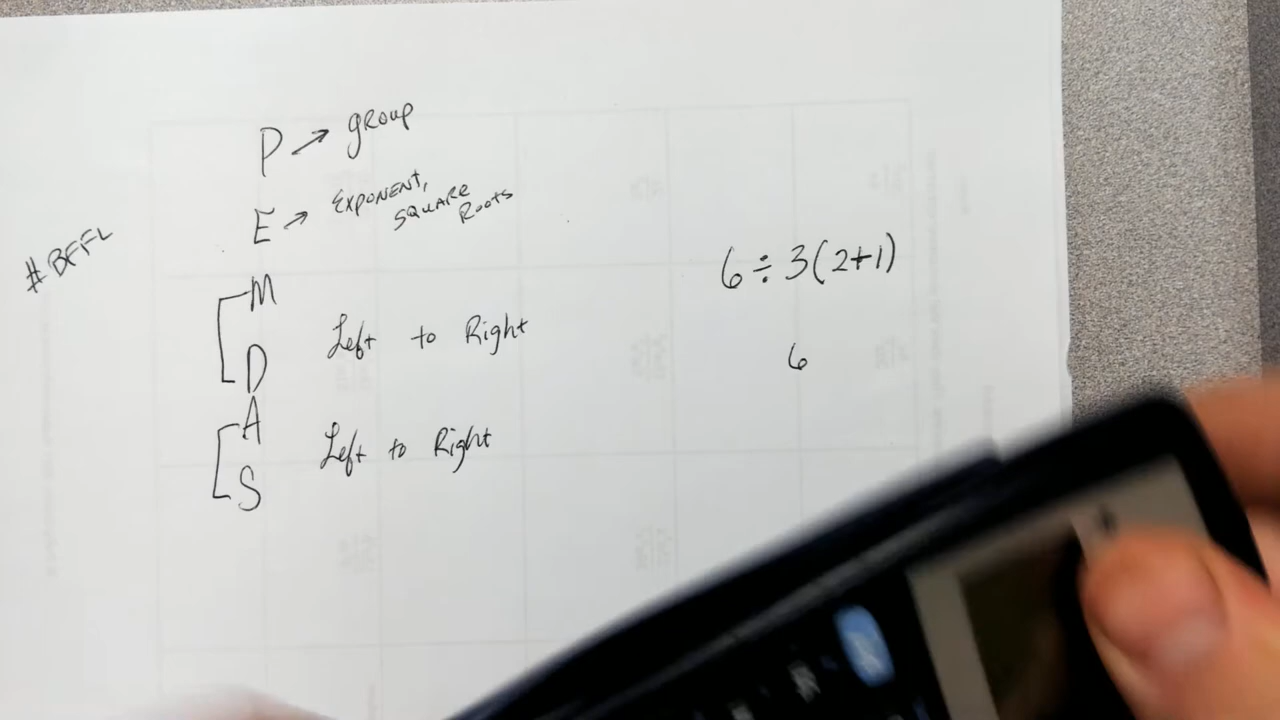 P → group
E → Exponent,
Square
Roots
#BFFL
M
Left to Right
D
A
Left to Right
S
6 ÷ 3(2+1)
6